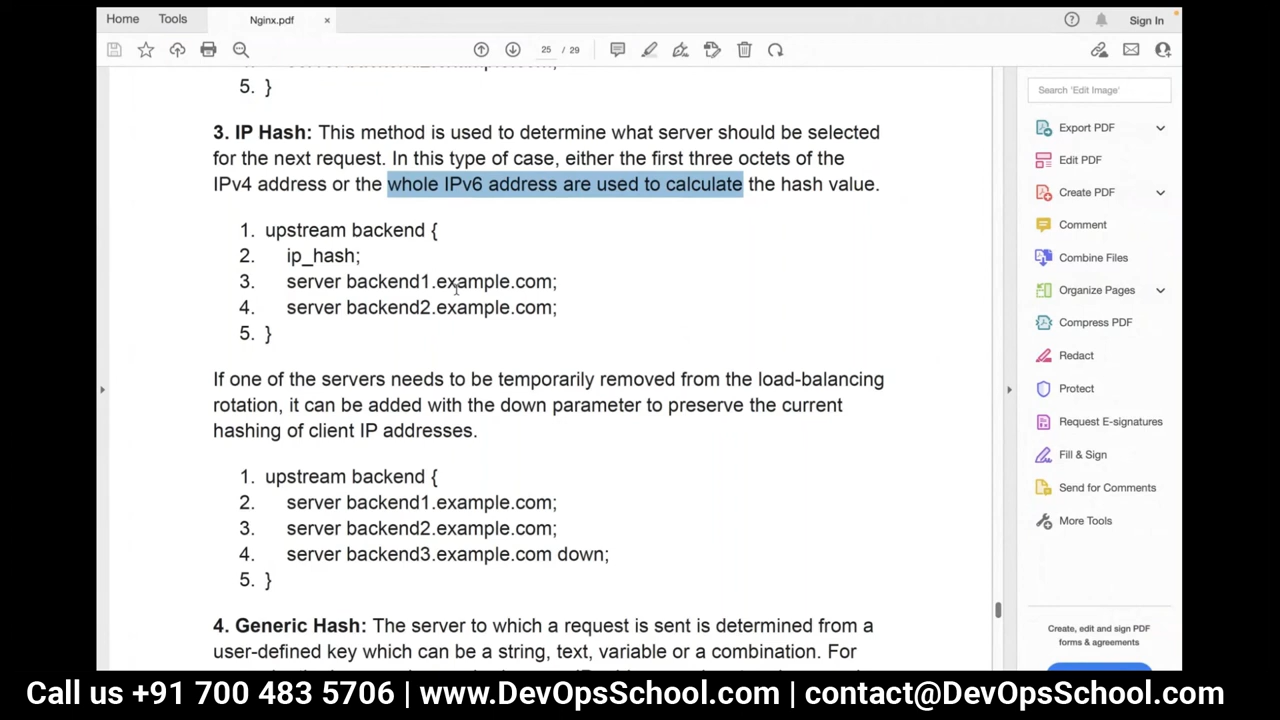 Home Tools Nginx.pdf × ? Sign In
25 / 29
5. }
3. IP Hash: This method is used to determine what server should be selected
for the next request. In this type of case, either the first three octets of the
IPv4 address or the whole IPv6 address are used to calculate the hash value.
1. upstream backend {
2. ip_hash;
3. server backend1.example.com;
4. server backend2.example.com;
5. }
If one of the servers needs to be temporarily removed from the load-balancing
rotation, it can be added with the down parameter to preserve the current
hashing of client IP addresses.
1. upstream backend {
2. server backend1.example.com;
3. server backend2.example.com;
4. server backend3.example.com down;
5. }
4. Generic Hash: The server to which a request is sent is determined from a
user-defined key which can be a string, text, variable or a combination. For
Search 'Edit Image'
Export PDF
Edit PDF
Create PDF
Comment
Combine Files
Organize Pages
Compress PDF
Redact
Protect
Request E-signatures
Fill & Sign
Send for Comments
More Tools
Create, edit and sign PDF
forms & agreements
Call us +91 700 483 5706 | www.DevOpsSchool.com | contact@DevOpsSchool.com